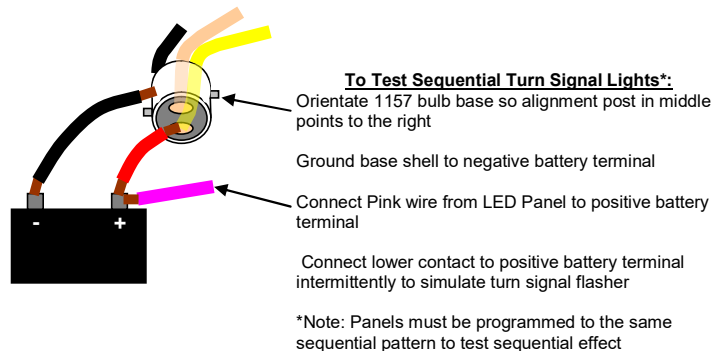 To Test Sequential Turn Signal Lights*:
Orientate 1157 bulb base so alignment post in middle
points to the right
Ground base shell to negative battery terminal
Connect Pink wire from LED Panel to positive battery
terminal
Connect lower contact to positive battery terminal
intermittently to simulate turn signal flasher
*Note: Panels must be programmed to the same
sequential pattern to test sequential effect
- +